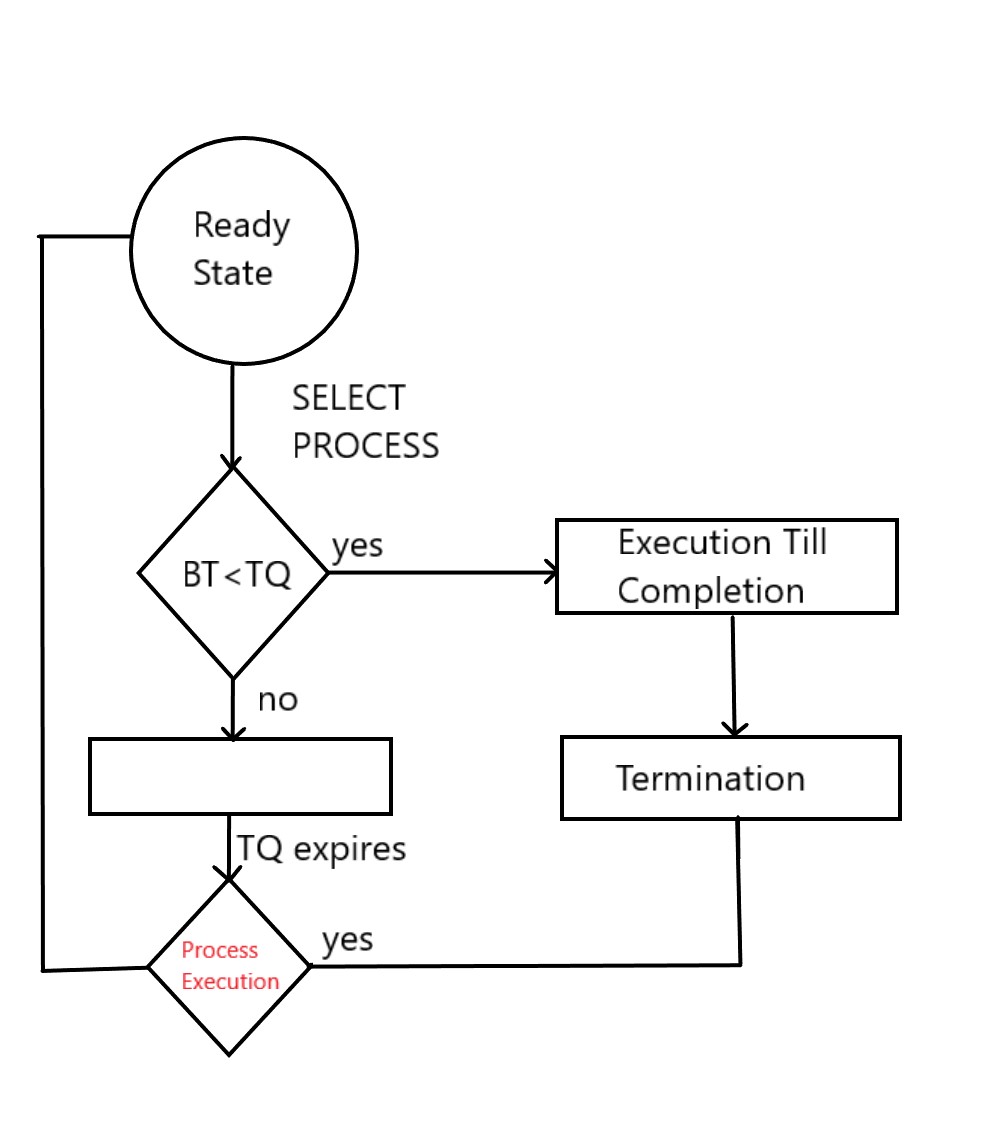 Ready
State
SELECT
PROCESS
BT<TQ
yes
Execution Till
Completion
no
Termination
TQ expires
yes
Process
Execution